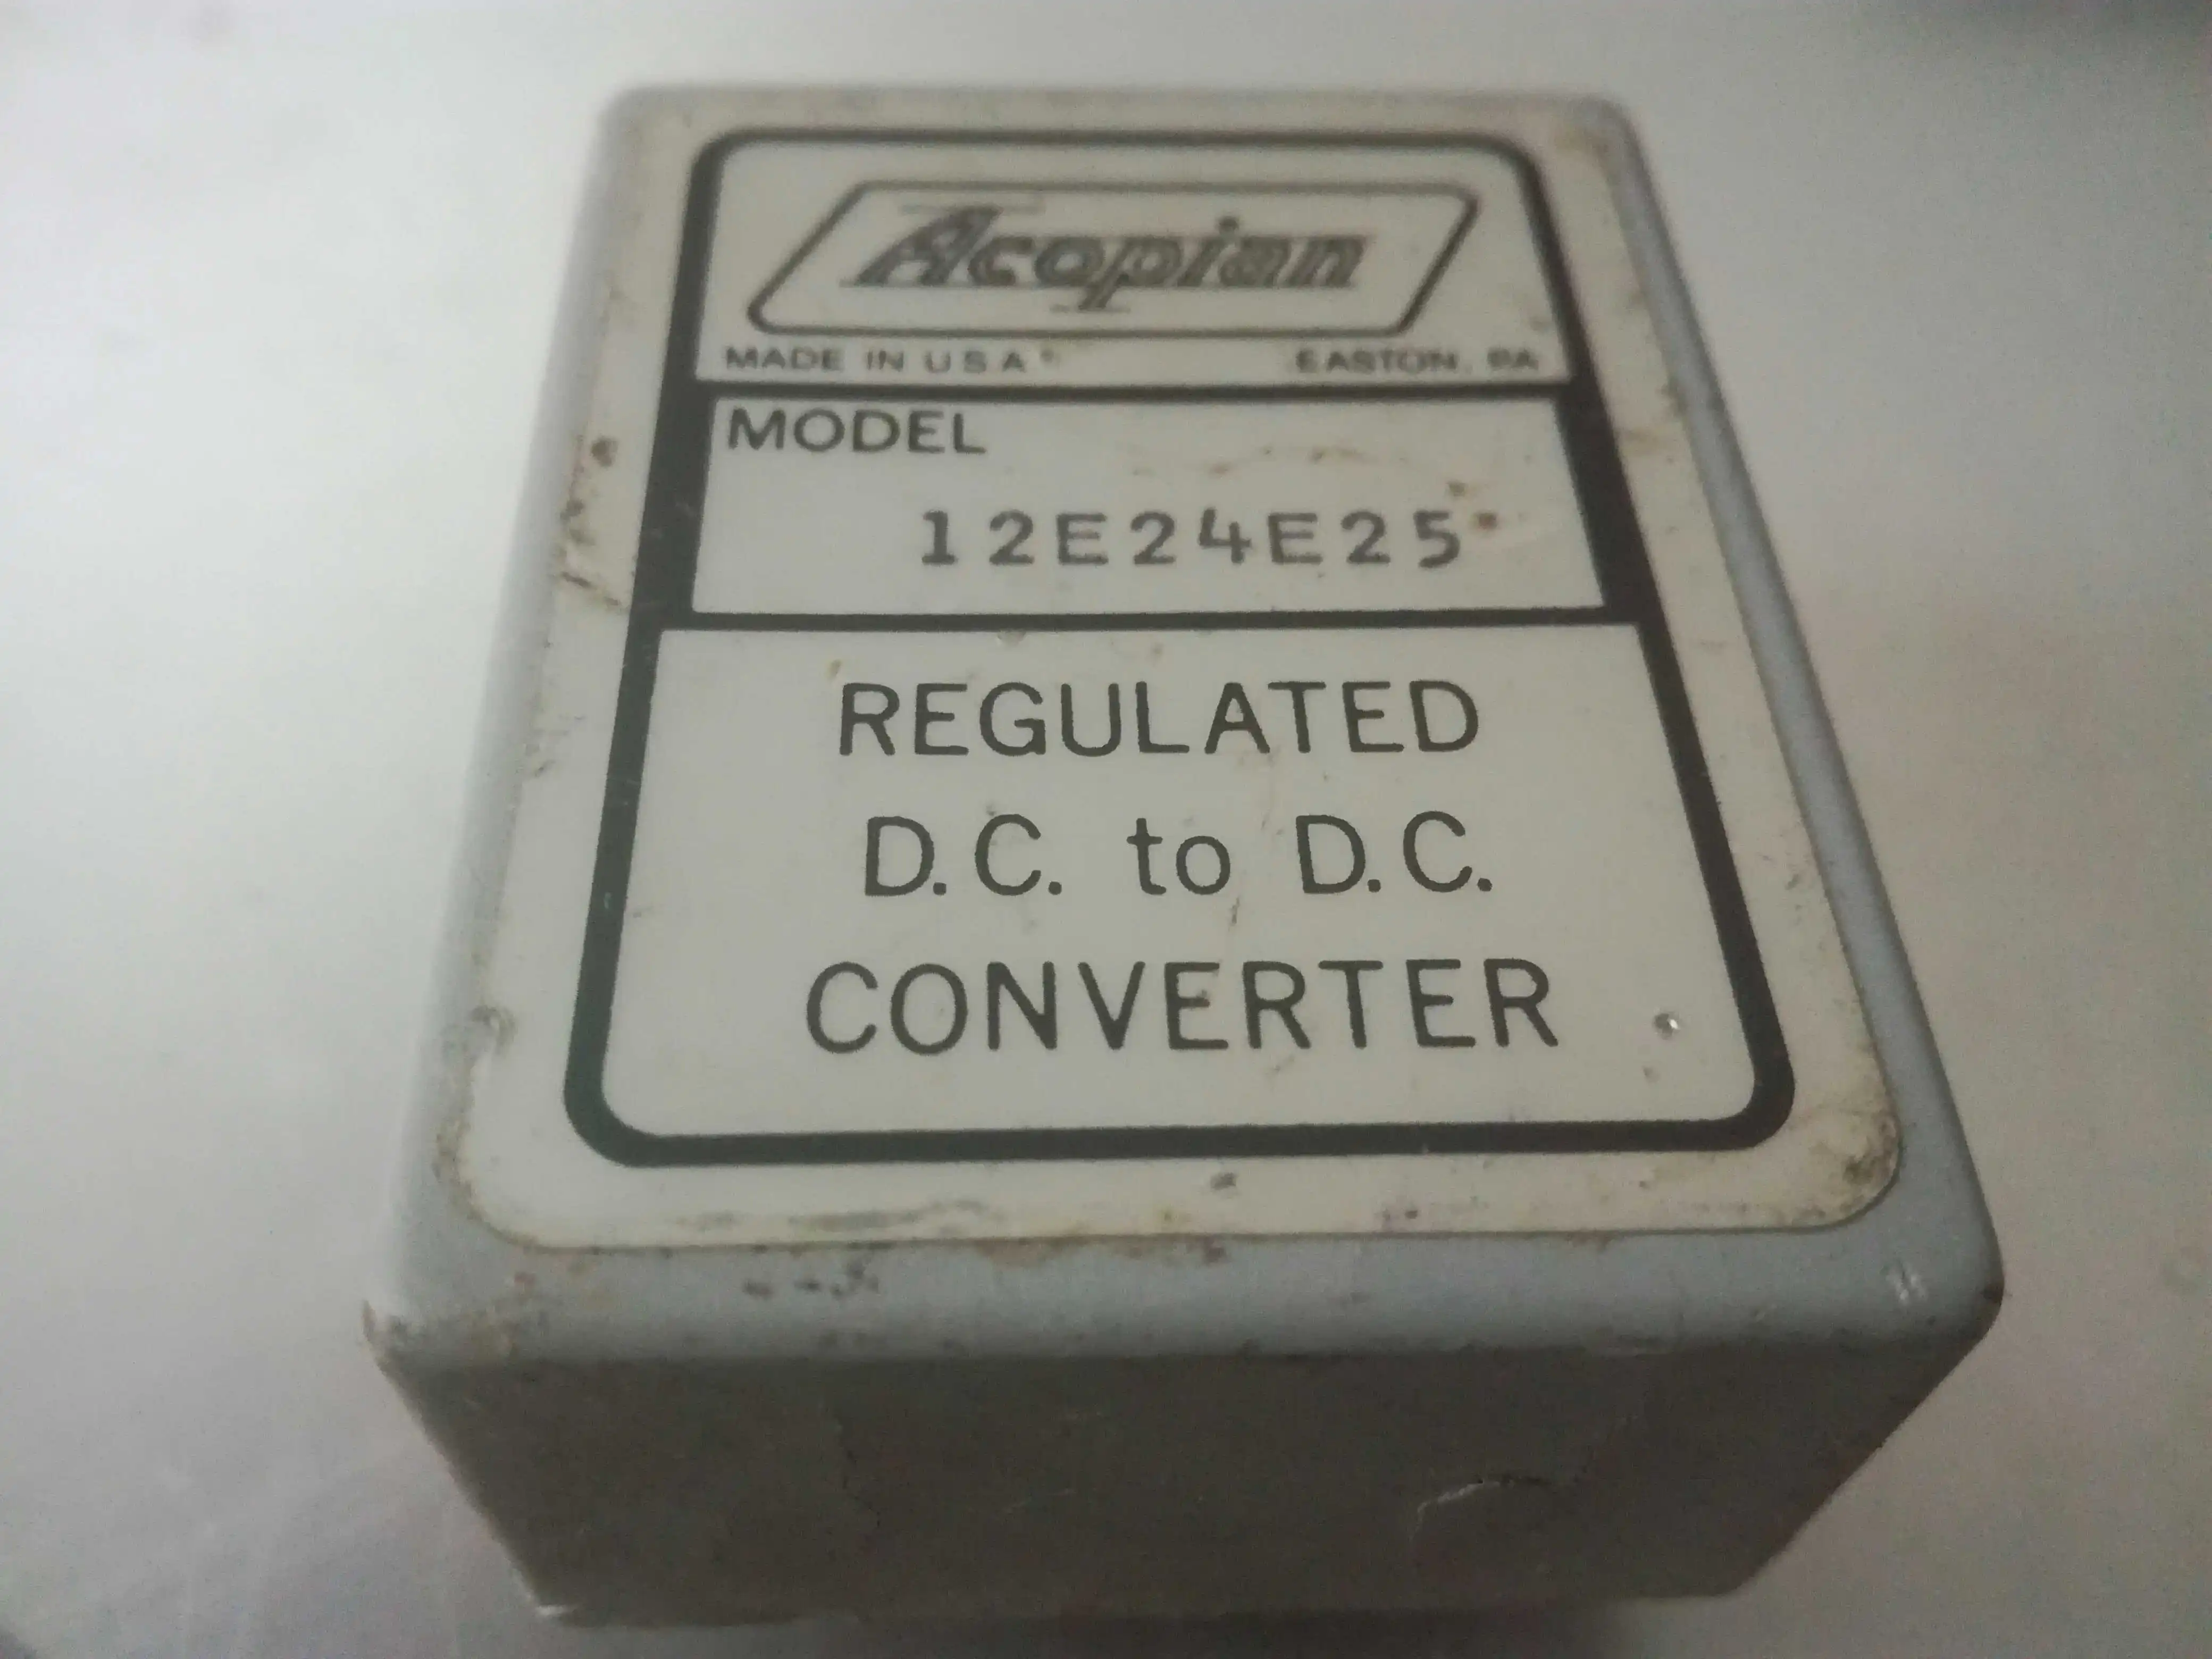 Acopian
MADE IN U.S.A. EASTON, PA.
MODEL
12E24E25
REGULATED
D.C. to D.C.
CONVERTER